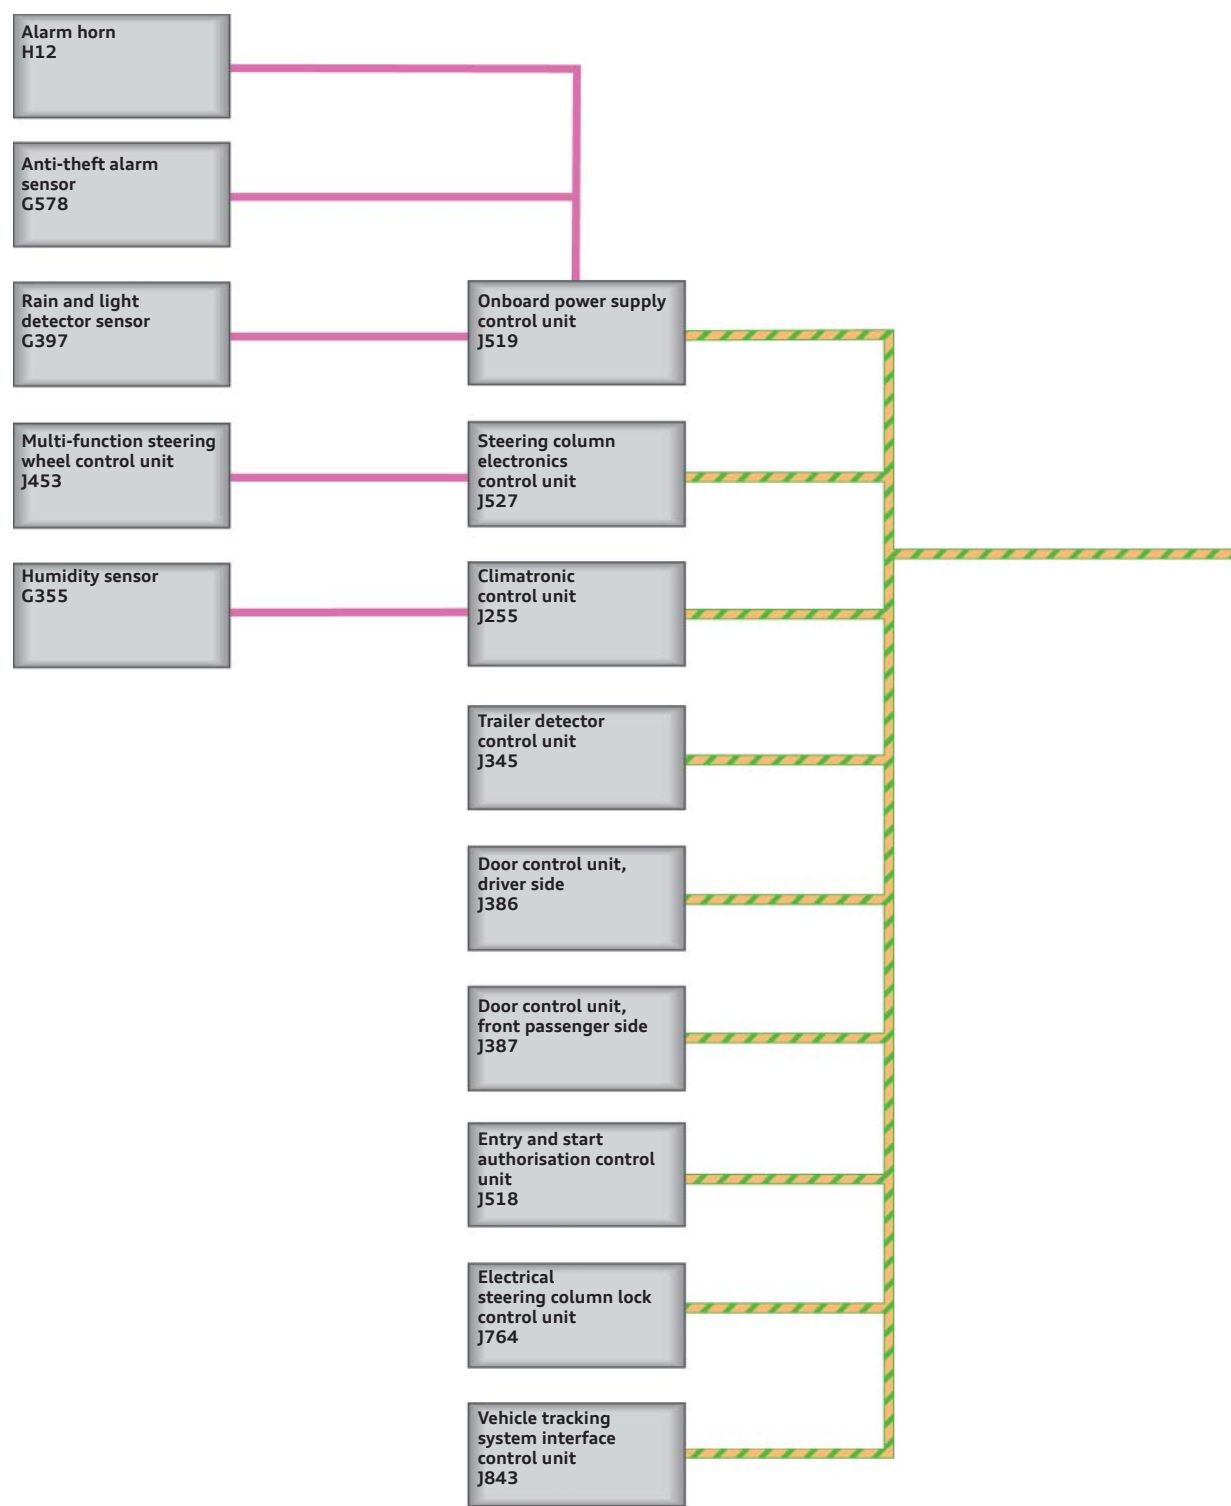 Alarm horn
H12
Anti-theft alarm
sensor
G578
Rain and light
detector sensor
G397
Onboard power supply
control unit
J519
Multi-function steering
wheel control unit
J453
Steering column
electronics
control unit
J527
Humidity sensor
G355
Climatronic
control unit
J255
Trailer detector
control unit
J345
Door control unit,
driver side
J386
Door control unit,
front passenger side
J387
Entry and start
authorisation control
unit
J518
Electrical
steering column lock
control unit
J764
Vehicle tracking
system interface
control unit
J843